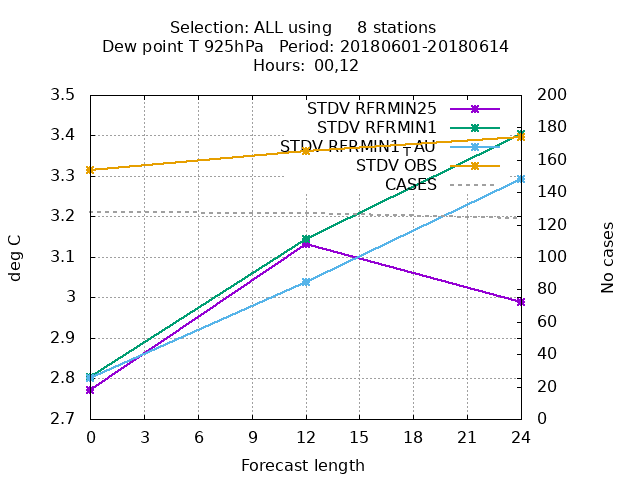 Selection: ALL using     8 stations
Dew point T 925hPa   Period: 20180601-20180614
Hours:  00,12
3.5
3.4
3.3
3.2
3.1
3
2.9
2.8
2.7
deg C
STDV RFRMIN25
STDV RFRMIN1
STDV RFRMIN1_AU
STDV OBS
CASES
200
180
160
140
120
100
80
60
40
20
0
No cases
0 3 6 9 12 15 18 21 24
Forecast length